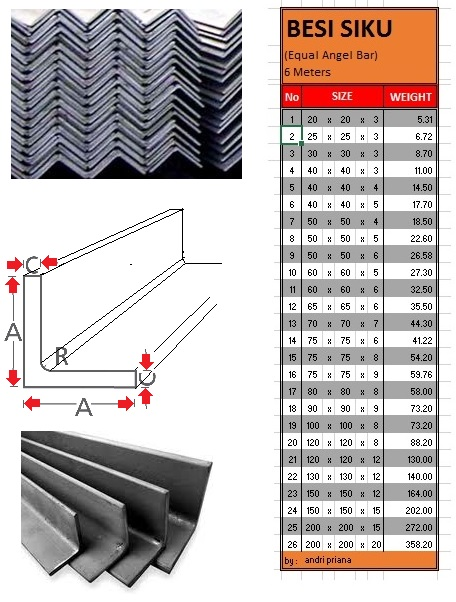 BESI SIKU
(Equal Angel Bar)
6 Meters
No SIZE WEIGHT
1 20 x 20 x 3 5.31
2 25 x 25 x 3 6.72
3 30 x 30 x 3 8.70
4 40 x 40 x 3 11.00
5 40 x 40 x 4 14.50
6 40 x 40 x 5 17.70
7 50 x 50 x 4 18.50
8 50 x 50 x 5 22.60
9 50 x 50 x 6 26.58
10 60 x 60 x 5 27.30
11 60 x 60 x 6 32.50
12 65 x 65 x 6 35.50
13 70 x 70 x 7 44.30
14 75 x 75 x 6 41.22
15 75 x 75 x 8 54.20
16 75 x 75 x 9 59.76
17 80 x 80 x 8 58.00
18 90 x 90 x 9 73.20
19 100 x 100 x 8 73.20
20 120 x 120 x 8 88.20
21 120 x 120 x 12 130.00
22 130 x 130 x 12 140.00
23 150 x 150 x 12 164.00
24 150 x 150 x 15 202.00
25 200 x 200 x 15 272.00
26 200 x 200 x 20 358.20
by : andri priana
C
A
R
C
A